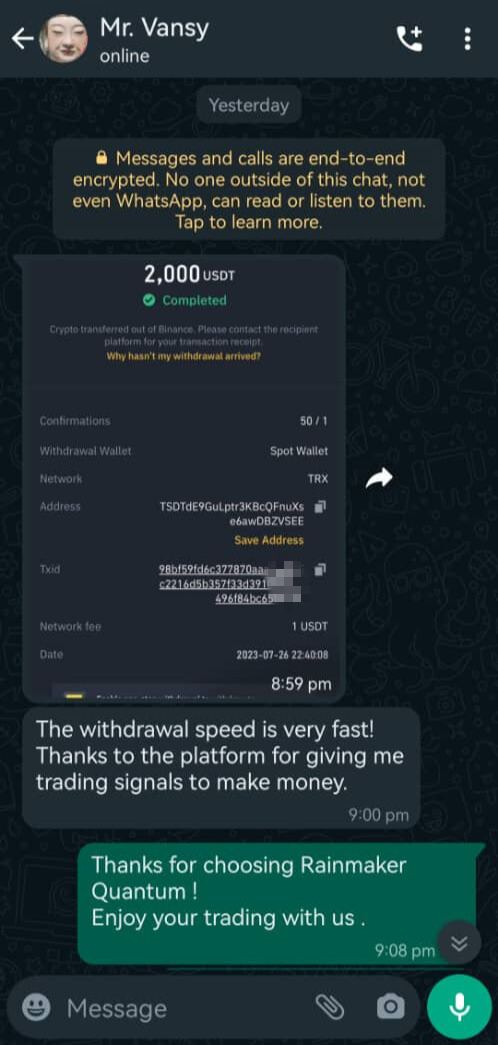 Mr. Vansy
online
Yesterday
Messages and calls are end-to-end
encrypted. No one outside of this chat, not
even WhatsApp, can read or listen to them.
Tap to learn more.
2,000 USDT
Completed
Crypto transferred out of Binance. Please contact the recipient
platform for your transaction receipt.
Why hasn't my withdrawal arrived?
Confirmations 50 / 1
Withdrawal Wallet Spot Wallet
Network TRX
Address TSDTdE9GuLptr3KBcQFnuXs
e6awDBZVSEE
Save Address
Txid 98bf59fd6c377870aa
c2216d5b357f33d391
496f84bc65
Network fee 1 USDT
Date 2023-07-26 22:40:08
8:59 pm
The withdrawal speed is very fast!
Thanks to the platform for giving me
trading signals to make money.
9:00 pm
Thanks for choosing Rainmaker
Quantum !
Enjoy your trading with us .
9:08 pm
Message